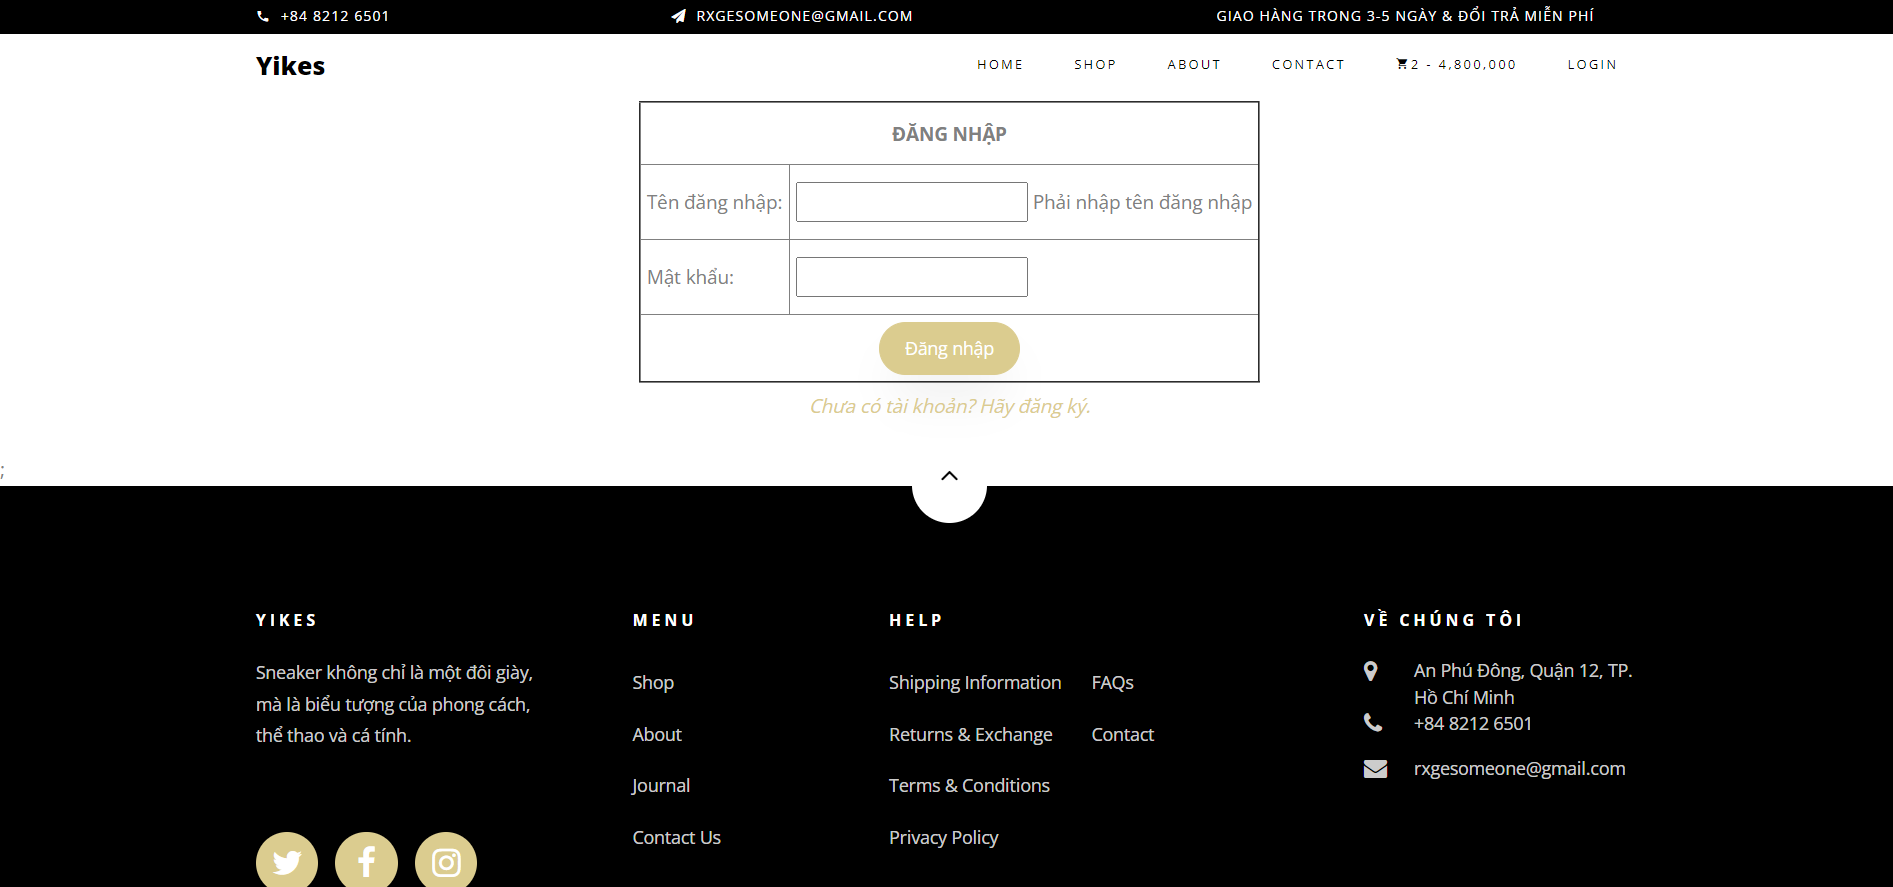 +84 8212 6501
RXGESOMEONE@GMAIL.COM
GIAO HÀNG TRONG 3-5 NGÀY & ĐỔI TRẢ MIỄN PHÍ
Yikes
HOME
SHOP
ABOUT
CONTACT
2 - 4,800,000
LOGIN
ĐĂNG NHẬP
Tên đăng nhập:
Phải nhập tên đăng nhập
Mật khẩu:
Đăng nhập
Chưa có tài khoản? Hãy đăng ký.
;
YIKES
Sneaker không chỉ là một đôi giày,
mà là biểu tượng của phong cách,
thể thao và cá tính.
MENU
Shop
About
Journal
Contact Us
HELP
Shipping Information
Returns & Exchange
Terms & Conditions
Privacy Policy
FAQs
Contact
VỀ CHÚNG TÔI
An Phú Đông, Quận 12, TP.
Hồ Chí Minh
+84 8212 6501
rxgesomeone@gmail.com